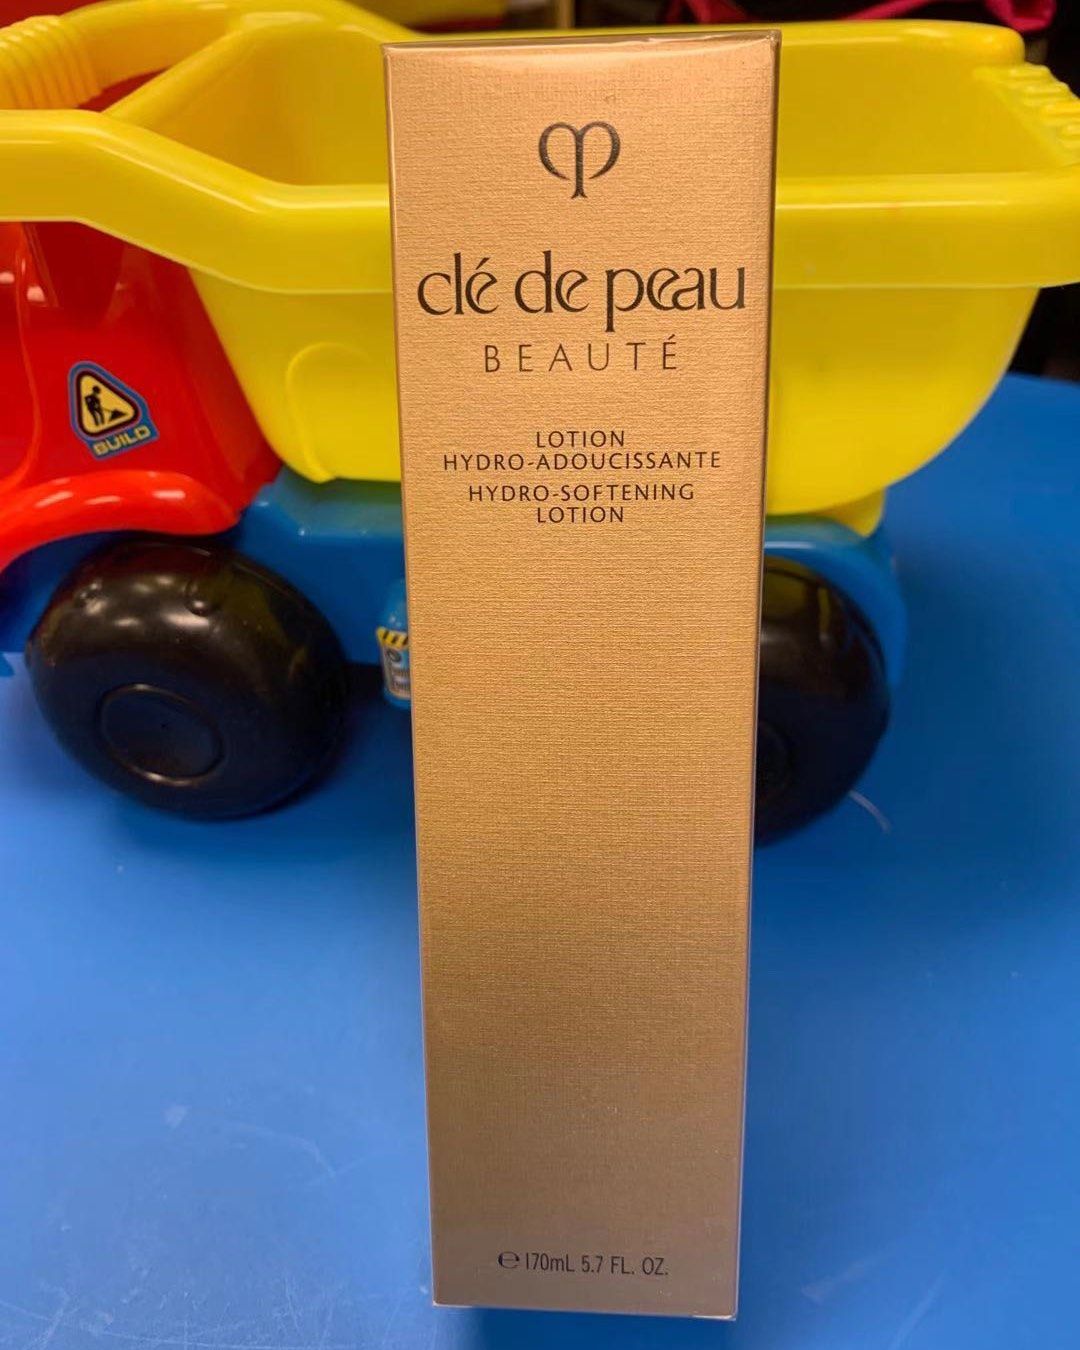 clé de peau
BEAUTÉ
LOTION
HYDRO-ADOUCISSANTE
HYDRO-SOFTENING
LOTION
℮ 170mL 5.7 FL. OZ.
BUILD